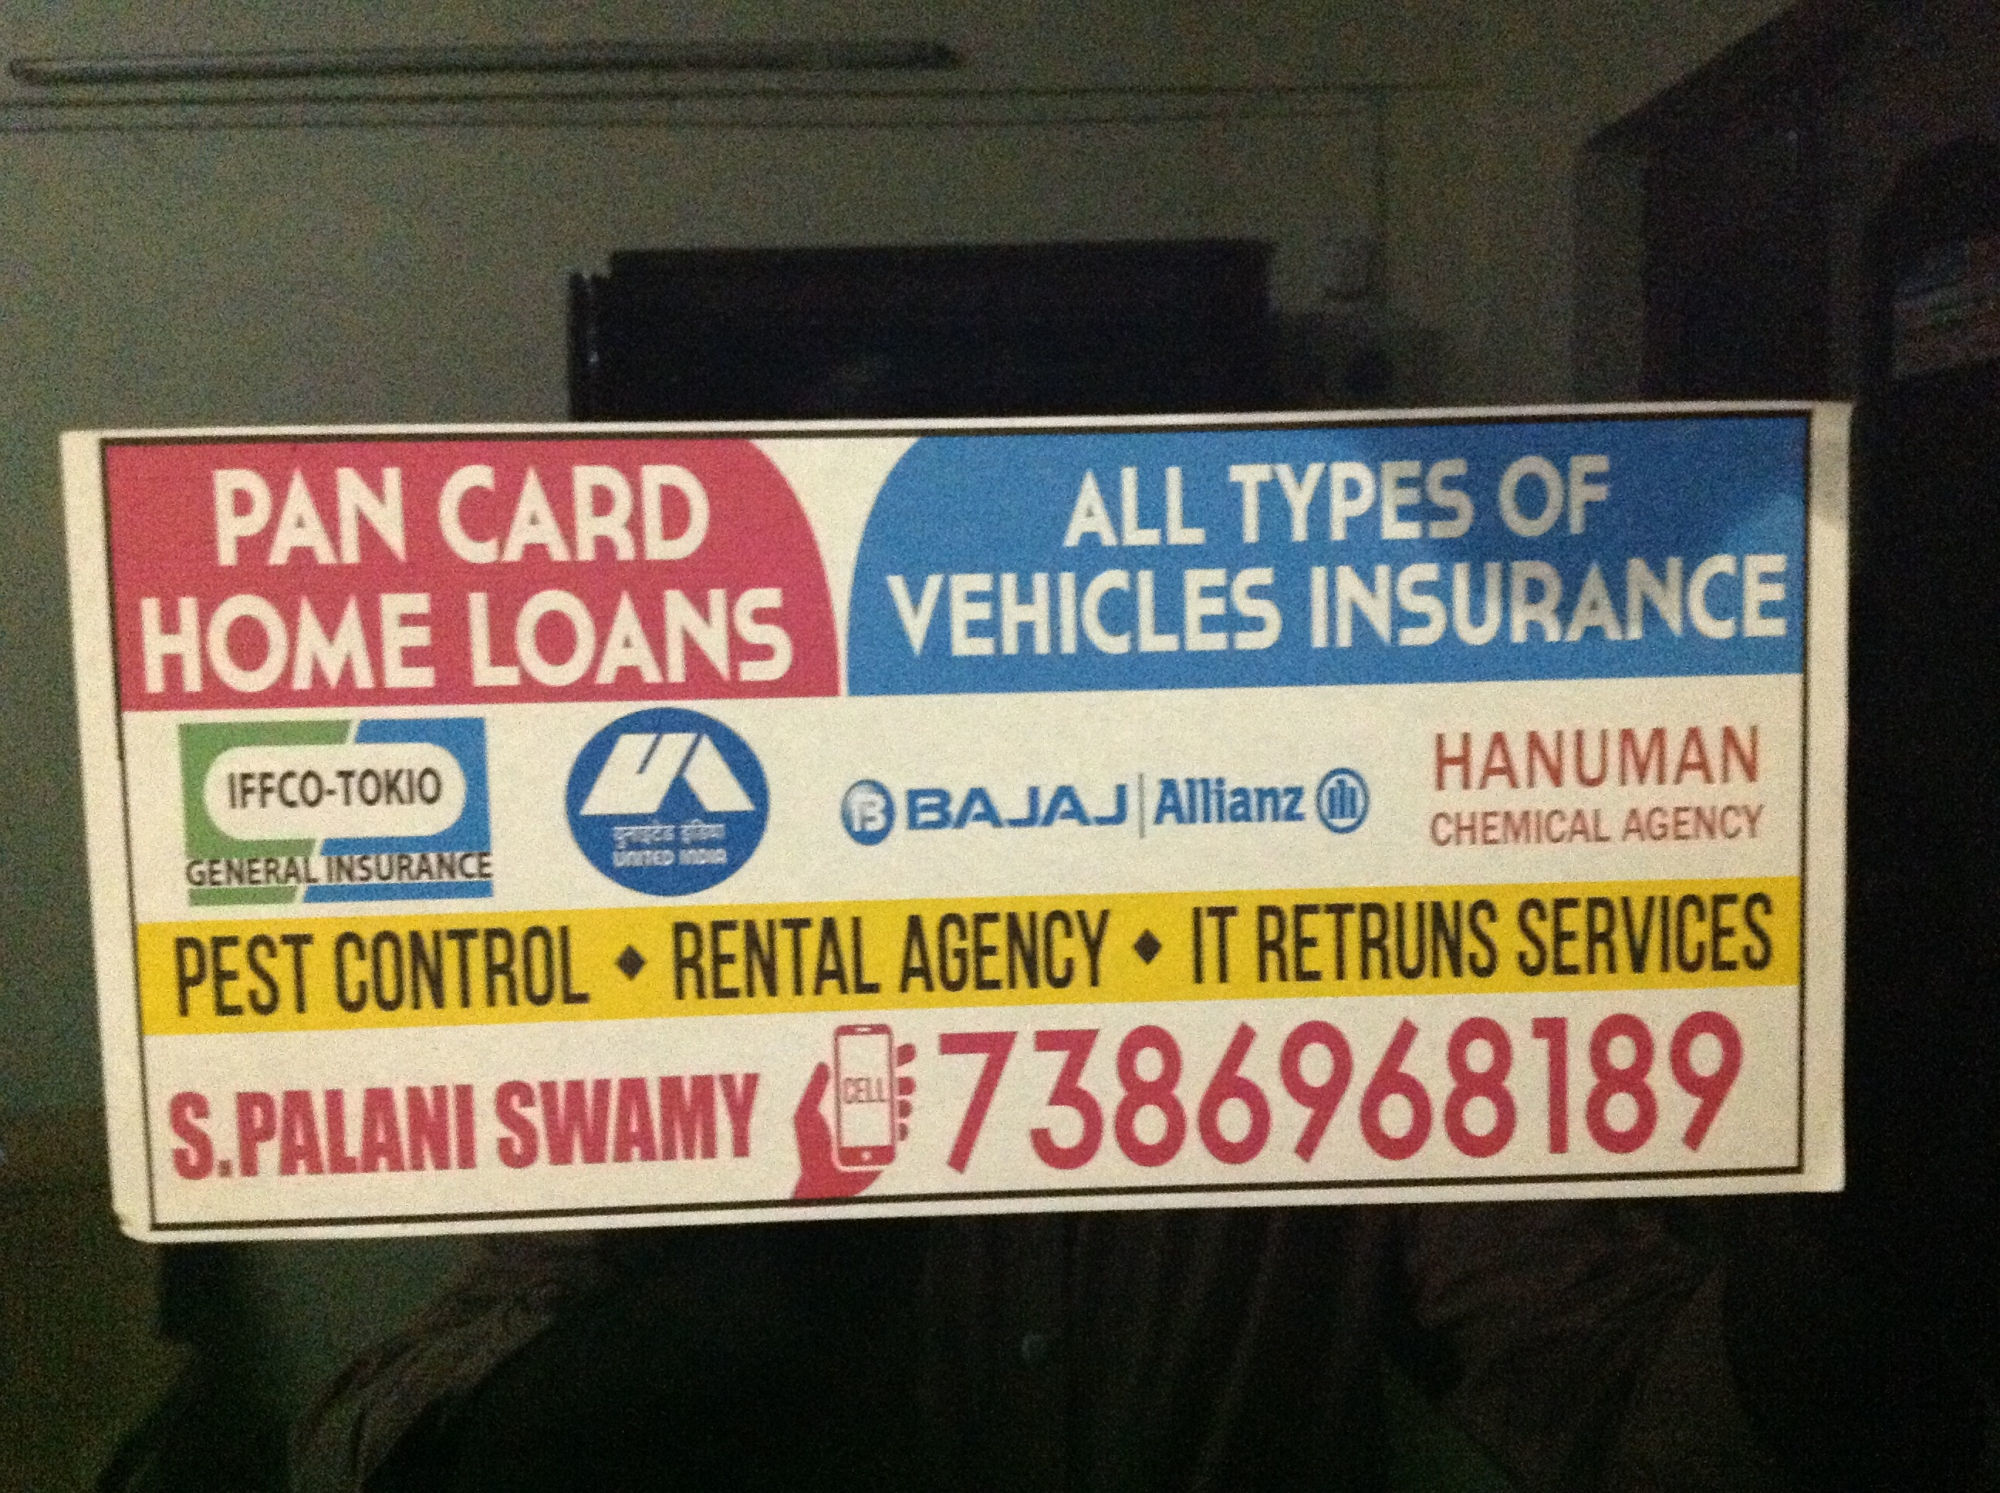 PAN CARD
HOME LOANS
ALL TYPES OF
VEHICLES INSURANCE
IFFCO-TOKIO
GENERAL INSURANCE
युनाइटेड इंडिया
UNITED INDIA
B BAJAJ | Allianz
HANUMAN
CHEMICAL AGENCY
PEST CONTROL ◆ RENTAL AGENCY ◆ IT RETRUNS SERVICES
S.PALANI SWAMY CELL 7386968189